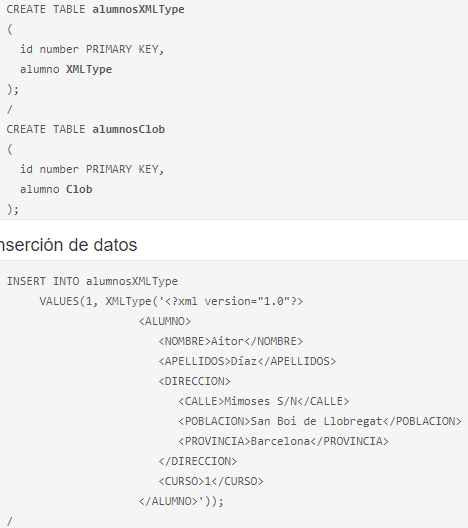 CREATE TABLE alumnosXMLType
(
  id number PRIMARY KEY,
  alumno XMLType
);
/
CREATE TABLE alumnosClob
(
  id number PRIMARY KEY,
  alumno Clob
);
nserción de datos
INSERT INTO alumnosXMLType
     VALUES(1, XMLType('<?xml version="1.0"?>
                    <ALUMNO>
                       <NOMBRE>Aitor</NOMBRE>
                       <APELLIDOS>Díaz</APELLIDOS>
                       <DIRECCION>
                          <CALLE>Mimoses S/N</CALLE>
                          <POBLACION>San Boi de Llobregat</POBLACION>
                          <PROVINCIA>Barcelona</PROVINCIA>
                       </DIRECCION>
                       <CURSO>1</CURSO>
                    </ALUMNO>'));
/